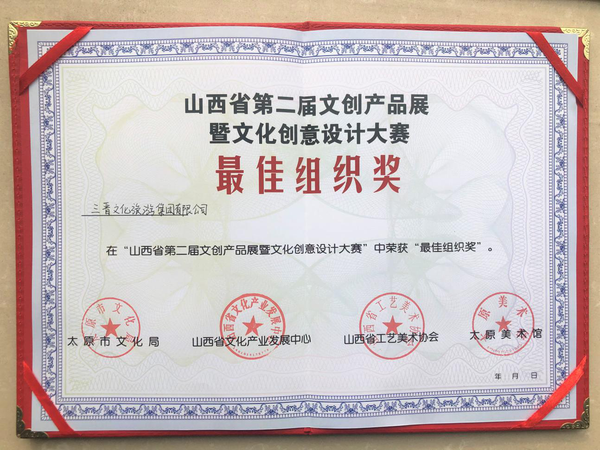 山西省第二届文创产品展
暨文化创意设计大赛
最佳组织奖
三晋文化旅游集团有限公司
在“山西省第二届文创产品展暨文化创意设计大赛”中荣获“最佳组织奖”。
太原市文化局 山西省文化产业发展中心 山西省工艺美术协会 太原美术馆
年 月 日